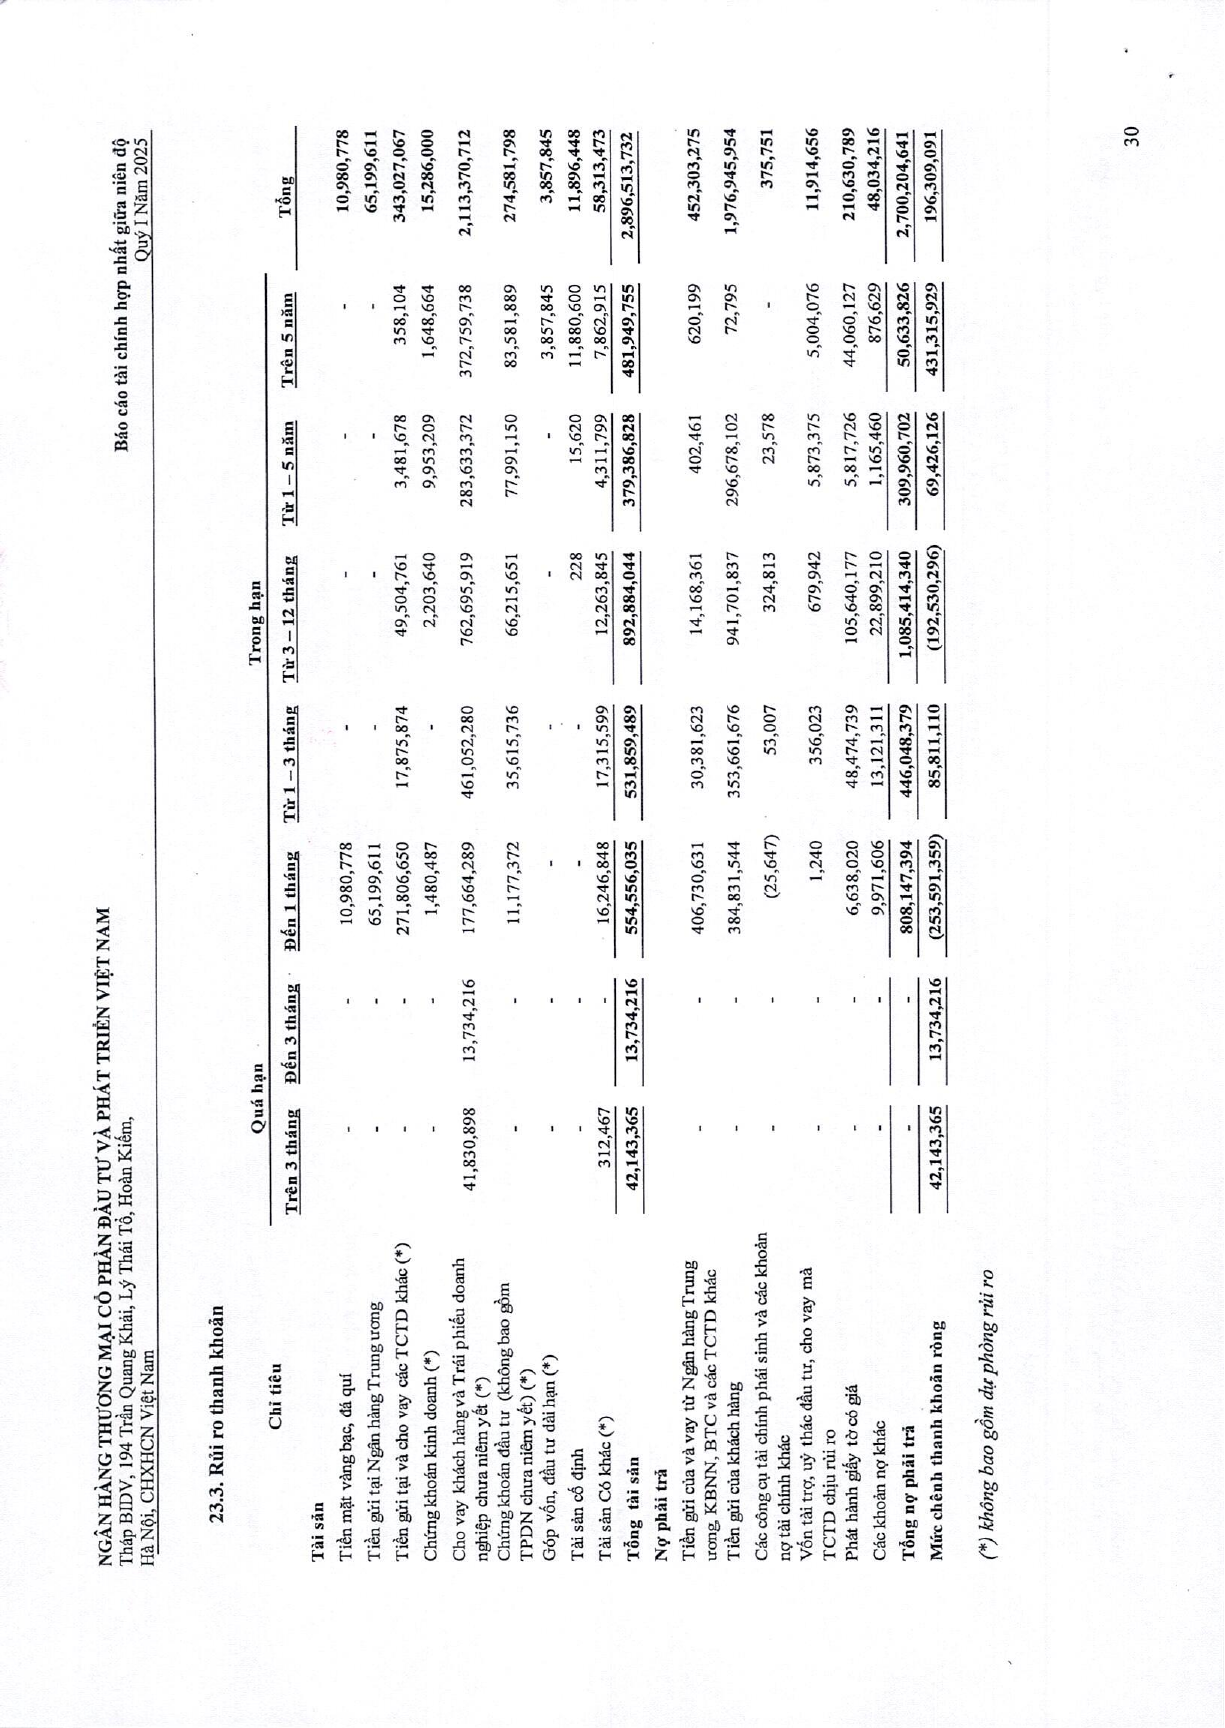 NGÂN HÀNG THƯƠNG MẠI CỔ PHẦN ĐẦU TƯ VÀ PHÁT TRIỂN VIỆT NAM
Tháp BIDV, 194 Trần Quang Khải, Lý Thái Tổ, Hoàn Kiếm, Báo cáo tài chính hợp nhất giữa niên độ
Hà Nội, CHXHCN Việt Nam Quý I Năm 2025
23.3. Rủi ro thanh khoản
Quá hạn Trong hạn
Chỉ tiêu Trên 3 tháng Đến 3 tháng Đến 1 tháng Từ 1 – 3 tháng Từ 3 – 12 tháng Từ 1 – 5 năm Trên 5 năm Tổng
Tài sản
Tiền mặt vàng bạc, đá quí - - 10,980,778 - - - - 10,980,778
Tiền gửi tại Ngân hàng Trung ương - - 65,199,611 - - - - 65,199,611
Tiền gửi tại và cho vay các TCTD khác (*) - - 271,806,650 17,875,874 49,504,761 3,481,678 358,104 343,027,067
Chứng khoán kinh doanh (*) - - 1,480,487 - 2,203,640 9,953,209 1,648,664 15,286,000
Cho vay khách hàng và Trái phiếu doanh
nghiệp chưa niêm yết (*) 41,830,898 13,734,216 177,664,289 461,052,280 762,695,919 283,633,372 372,759,738 2,113,370,712
Chứng khoán đầu tư (không bao gồm
TPDN chưa niêm yết) (*) - - 11,177,372 35,615,736 66,215,651 77,991,150 83,581,889 274,581,798
Góp vốn, đầu tư dài hạn (*) - - - - - 3,857,845 3,857,845
Tài sản cố định - - - - 228 15,620 11,880,600 11,896,448
Tài sản Có khác (*) 312,467 - 16,246,848 17,315,599 12,263,845 4,311,799 7,862,915 58,313,473
Tổng tài sản 42,143,365 13,734,216 554,556,035 531,859,489 892,884,044 379,386,828 481,949,755 2,896,513,732
Nợ phải trả
Tiền gửi của và vay từ Ngân hàng Trung
ương, KBNN, BTC và các TCTD khác - - 406,730,631 30,381,623 14,168,361 402,461 620,199 452,303,275
Tiền gửi của khách hàng - - 384,831,544 353,661,676 941,701,837 296,678,102 72,795 1,976,945,954
Các công cụ tài chính phái sinh và các khoản
nợ tài chính khác - - (25,647) 53,007 324,813 23,578 - 375,751
Vốn tài trợ, uỷ thác đầu tư, cho vay mà
TCTD chịu rủi ro - - 1,240 356,023 679,942 5,873,375 5,004,076 11,914,656
Phát hành giấy tờ có giá - - 6,638,020 48,474,739 105,640,177 5,817,726 44,060,127 210,630,789
Các khoản nợ khác - - 9,971,606 13,121,311 22,899,210 1,165,460 876,629 48,034,216
Tổng nợ phải trả - - 808,147,394 446,048,379 1,085,414,340 309,960,702 50,633,826 2,700,204,641
Mức chênh thanh khoản ròng 42,143,365 13,734,216 (253,591,359) 85,811,110 (192,530,296) 69,426,126 431,315,929 196,309,091
(*) không bao gồm dự phòng rủi ro
30